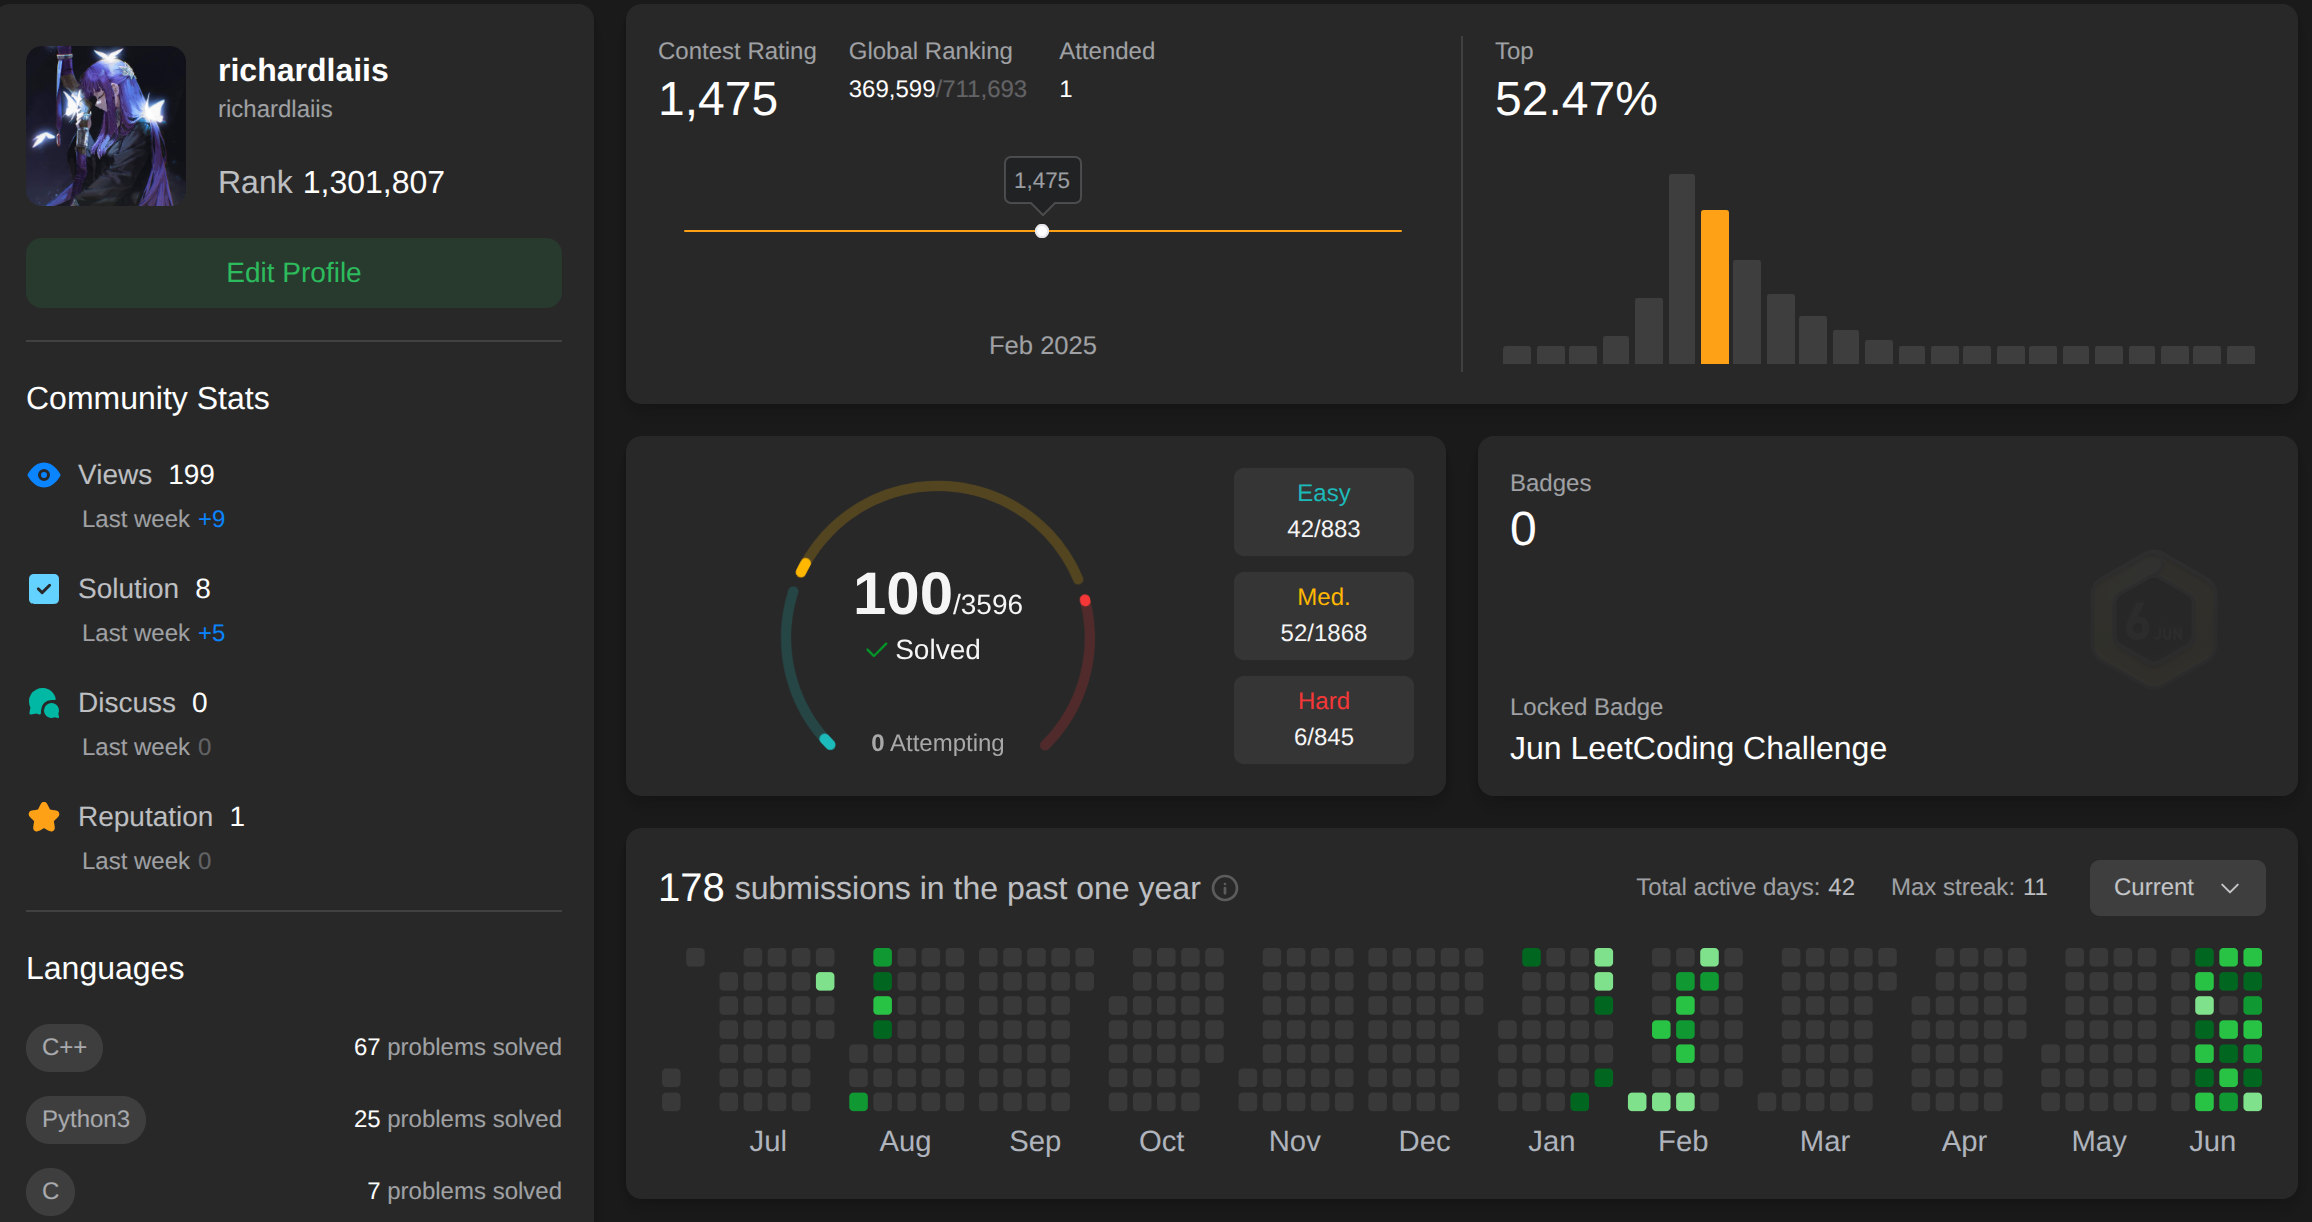 richardlaiis
richardlaiis
Rank 1,301,807
Edit Profile
Community Stats
Views 199
Last week +9
Solution 8
Last week +5
Discuss 0
Last week 0
Reputation 1
Last week 0
Languages
C++ 67 problems solved
Python3 25 problems solved
C 7 problems solved
Contest Rating
1,475
Global Ranking
369,599/711,693
Attended
1
1,475
Feb 2025
Top
52.47%
100/3596
Solved
0 Attempting
Easy
42/883
Med.
52/1868
Hard
6/845
Badges
0
6 JUN
Locked Badge
Jun LeetCoding Challenge
178 submissions in the past one year
Total active days: 42 Max streak: 11 Current
Jul Aug Sep Oct Nov Dec Jan Feb Mar Apr May Jun